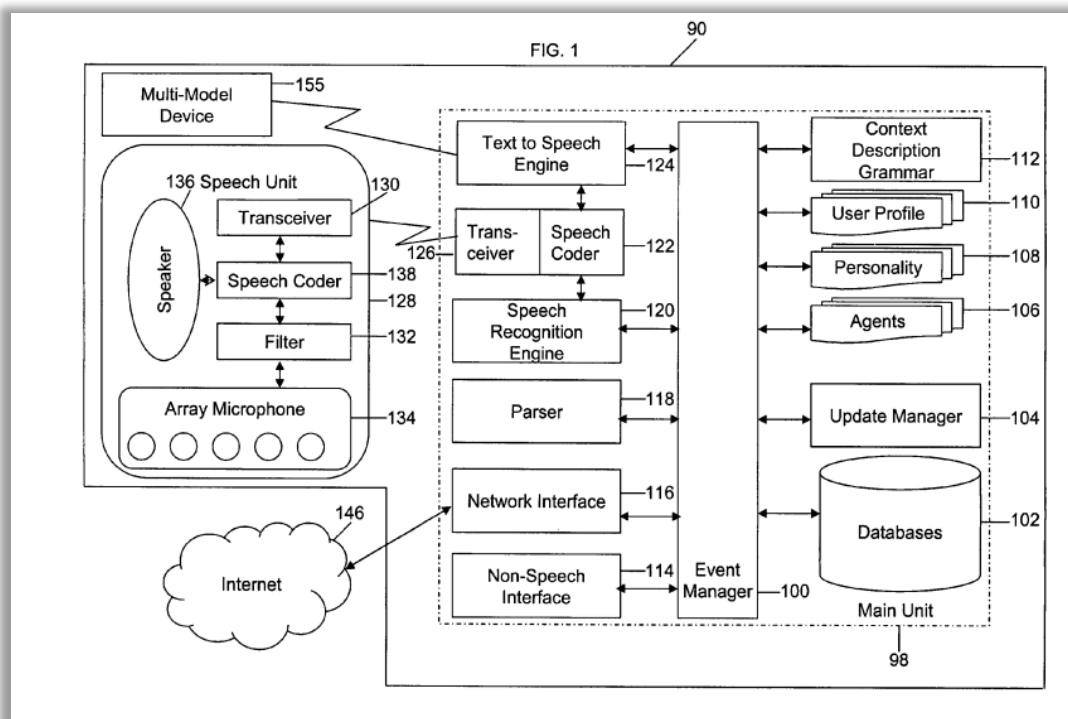 90
FIG. 1
Multi-Model
Device
155
136 Speech Unit
130
Transceiver
Speaker
Speech Coder
138
128
Filter
132
Array Microphone
134
146
Internet
Text to Speech
Engine
124
Trans-
ceiver
126
Speech
Coder
122
Speech
Recognition
Engine
120
Parser
118
Network Interface
116
Non-Speech
Interface
114
Event
Manager
100
Context
Description
Grammar
112
User Profile
110
Personality
108
Agents
106
Update Manager
104
Databases
102
Main Unit
98